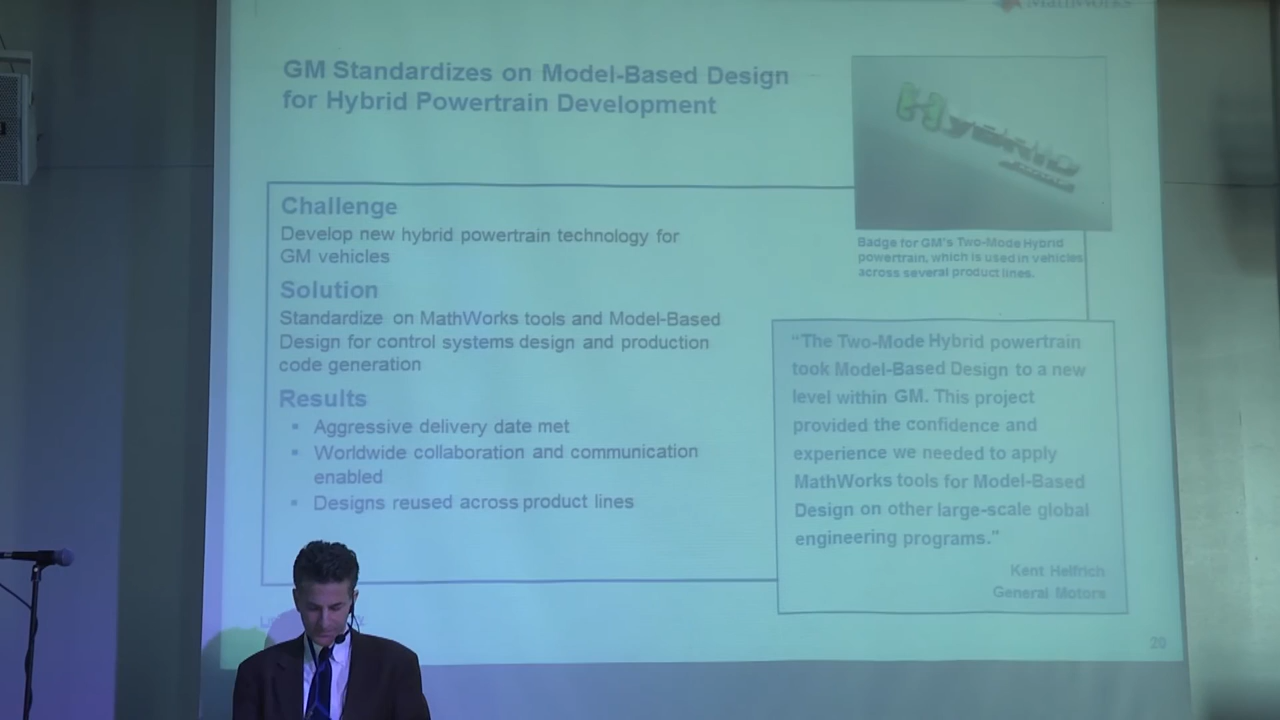 MathWorks
GM Standardizes on Model-Based Design
for Hybrid Powertrain Development
Hybrid
Challenge
Develop new hybrid powertrain technology for
GM vehicles
Badge for GM's Two-Mode Hybrid
powertrain, which is used in vehicles
across several product lines.
Solution
Standardize on MathWorks tools and Model-Based
Design for control systems design and production
code generation
Results
▪ Aggressive delivery date met
▪ Worldwide collaboration and communication
enabled
▪ Designs reused across product lines
“The Two-Mode Hybrid powertrain
took Model-Based Design to a new
level within GM. This project
provided the confidence and
experience we needed to apply
MathWorks tools for Model-Based
Design on other large-scale global
engineering programs.”
Kent Helfrich
General Motors
20